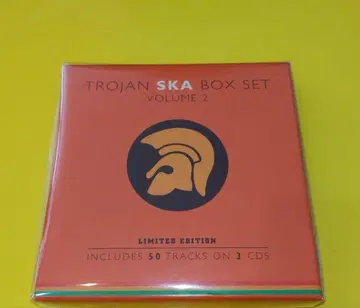 TROJAN SKA BOX SET
VOLUME 2
LIMITED EDITION
INCLUDES 50 TRACKS ON 3 CDS